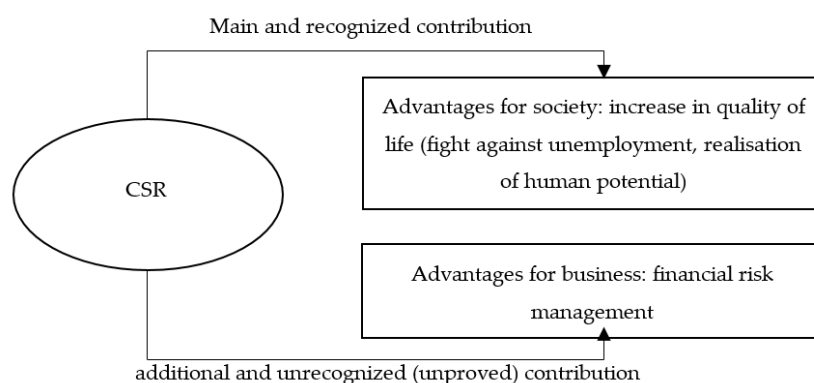 Main and recognized contribution
Advantages for society: increase in quality of
life (fight against unemployment, realisation
of human potential)
CSR
Advantages for business: financial risk
management
additional and unrecognized (unproved) contribution